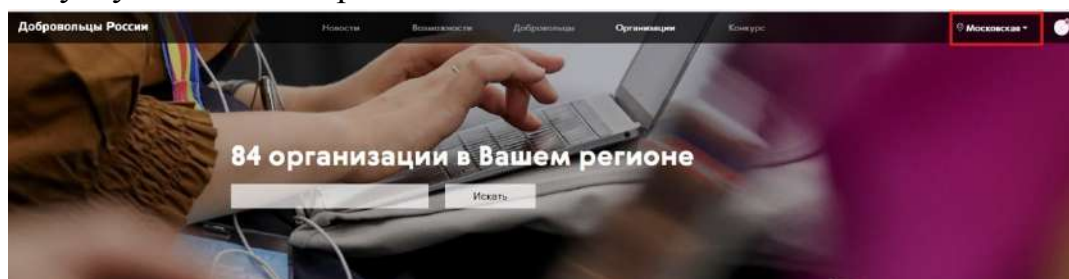 Добровольцы России
Новости
Возможности
Добровольцы
Организации
Конкурс
Московская
84 организации в Вашем регионе
Искать